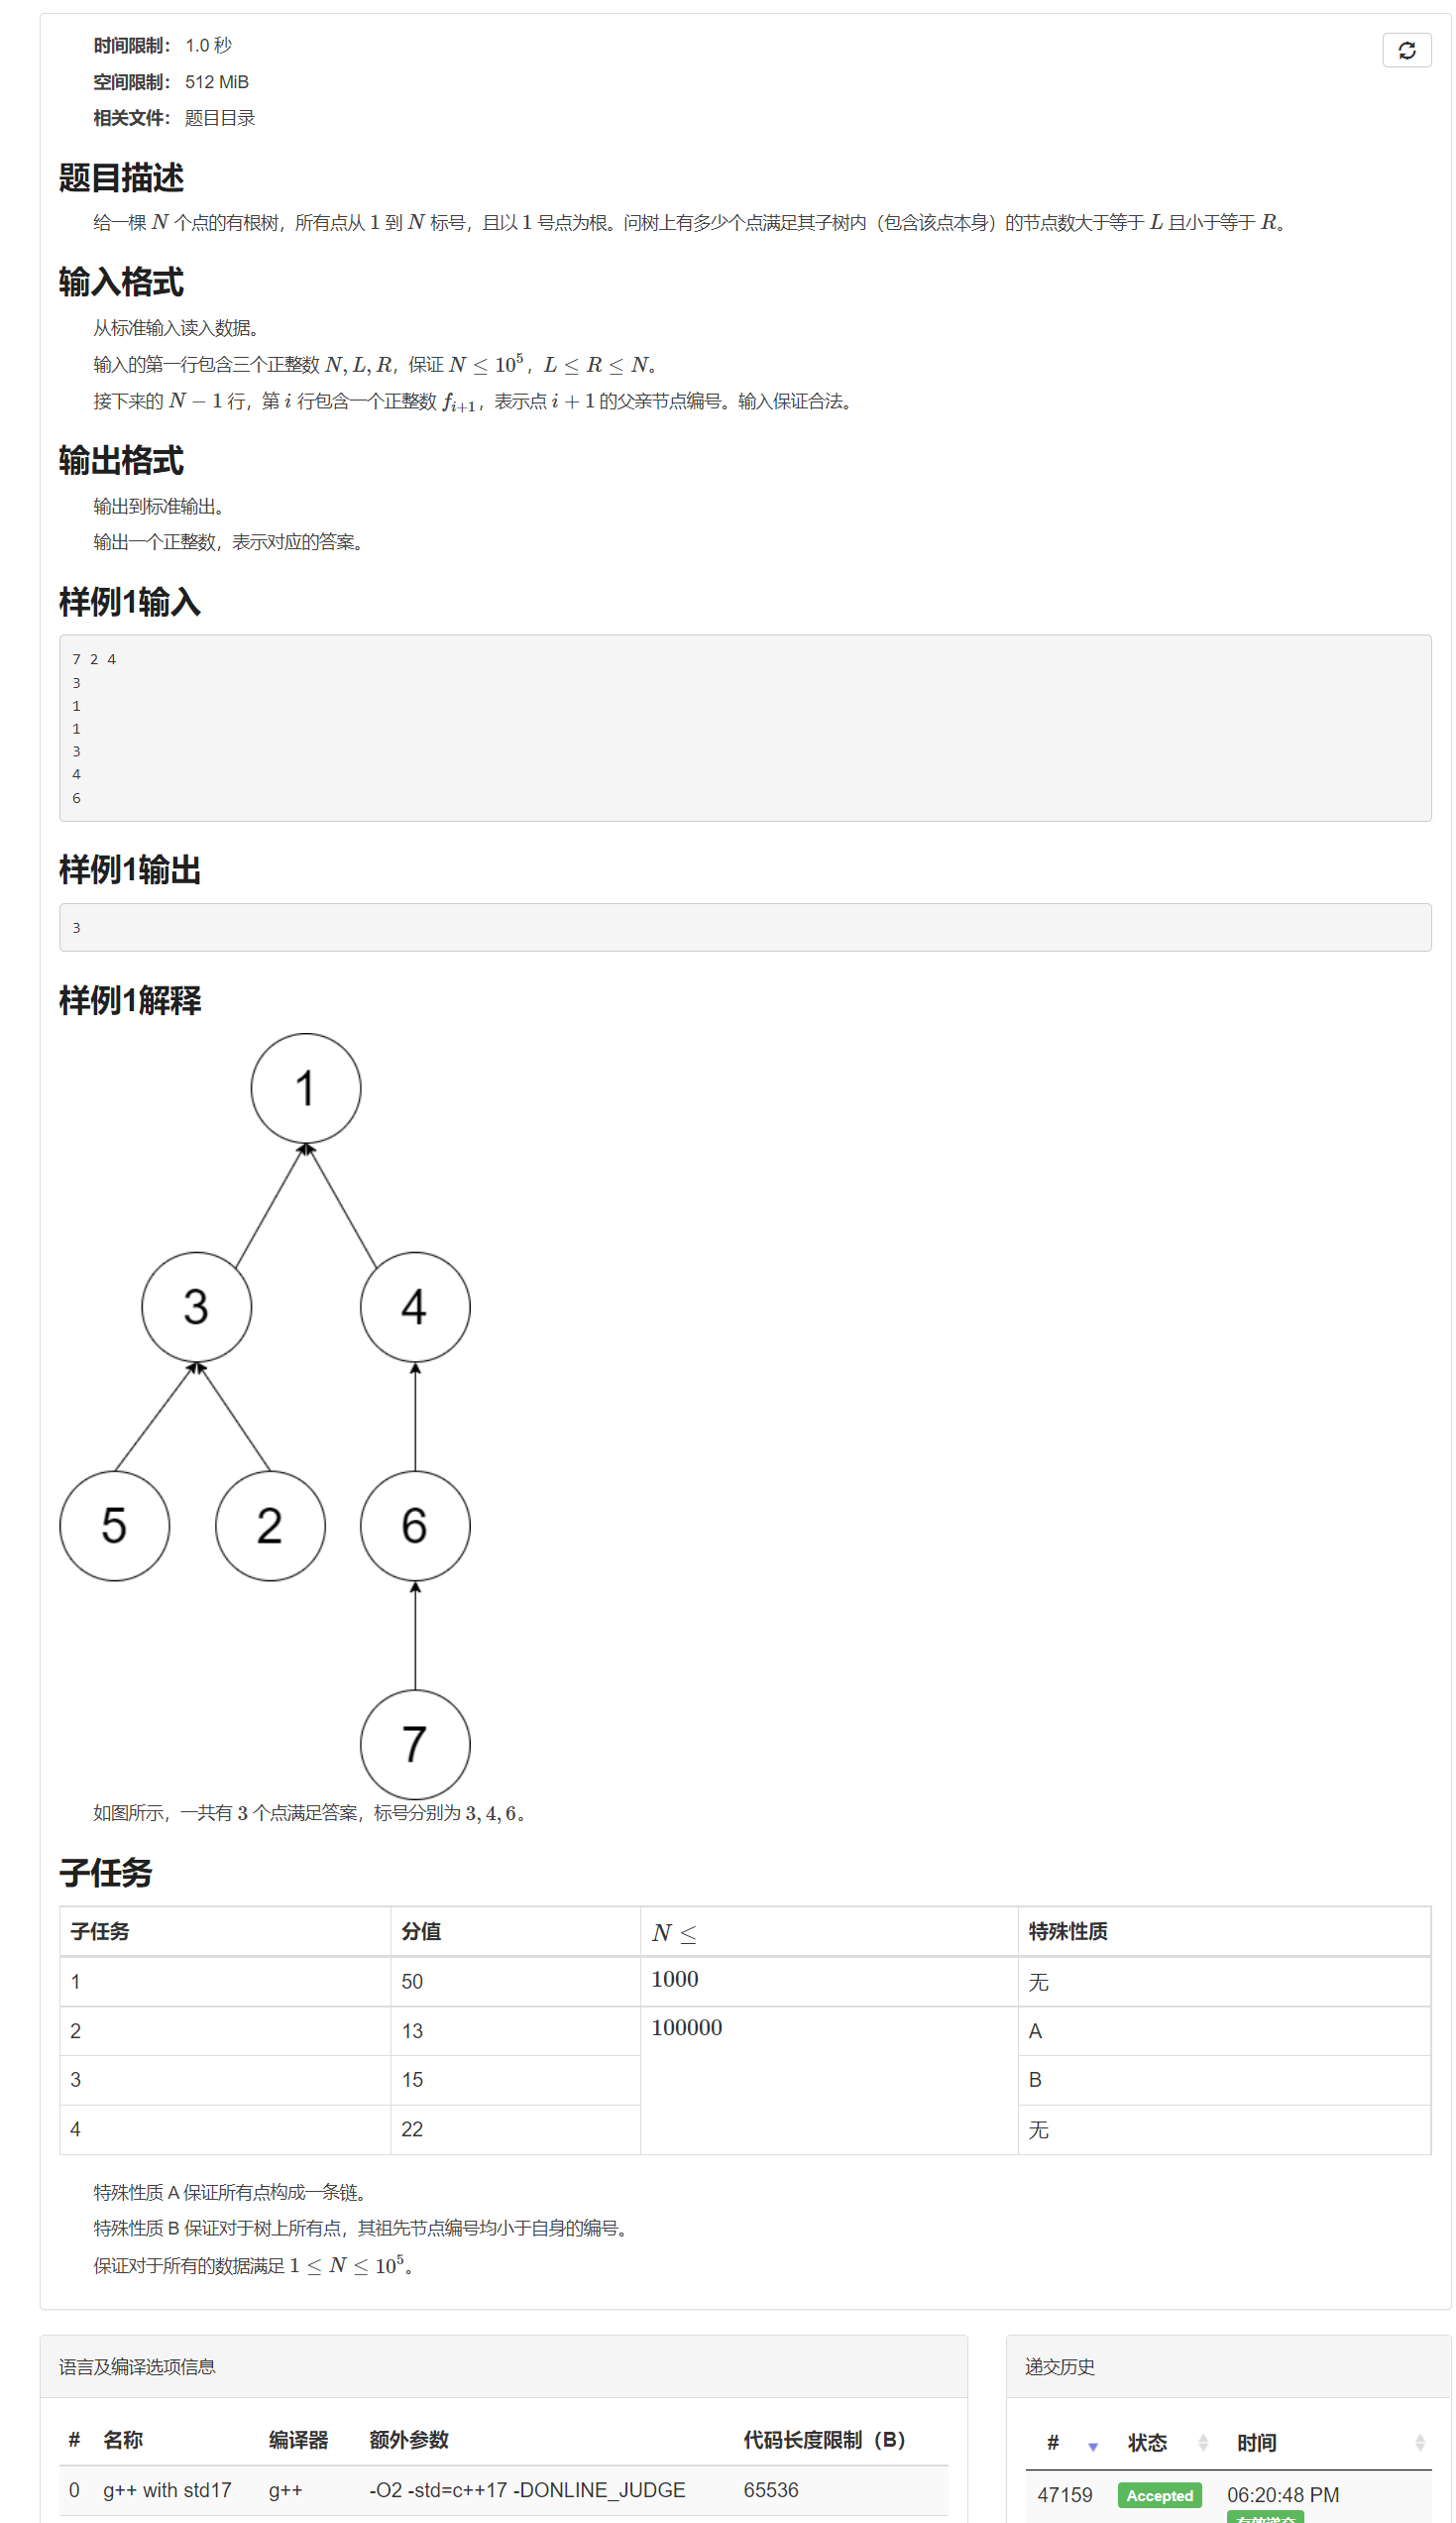 时间限制： 1.0 秒
空间限制： 512 MiB
相关文件： 题目目录
题目描述
给一棵 N 个点的有根树，所有点从 1 到 N 标号，且以 1 号点为根。问树上有多少个点满足其子树内（包含该点本身）的节点数大于等于 L 且小于等于 R。
输入格式
从标准输入读入数据。
输入的第一行包含三个正整数 N, L, R，保证 N ≤ 10^5，L ≤ R ≤ N。
接下来的 N − 1 行，第 i 行包含一个正整数 f_{i+1}，表示点 i + 1 的父亲节点编号。输入保证合法。
输出格式
输出到标准输出。
输出一个正整数，表示对应的答案。
样例1输入
7 2 4
3
1
1
3
4
6
样例1输出
3
样例1解释
1
3 4
5 2 6
7
如图所示，一共有 3 个点满足答案，标号分别为 3, 4, 6。
子任务
子任务 分值 N ≤ 特殊性质
1 50 1000 无
2 13 100000 A
3 15 B
4 22 无
特殊性质 A 保证所有点构成一条链。
特殊性质 B 保证对于树上所有点，其祖先节点编号均小于自身的编号。
保证对于所有的数据满足 1 ≤ N ≤ 10^5。
语言及编译选项信息
# 名称 编译器 额外参数 代码长度限制（B）
0 g++ with std17 g++ -O2 -std=c++17 -DONLINE_JUDGE 65536
递交历史
# 状态 时间
47159 Accepted 06:20:48 PM